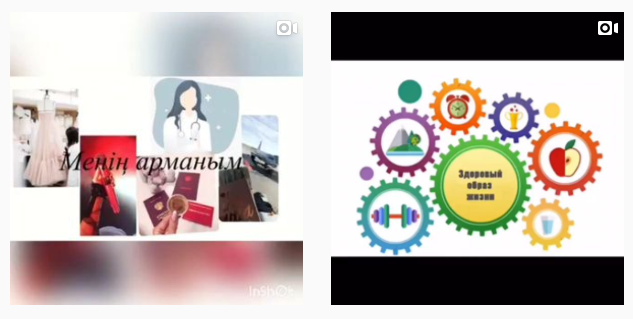 Менің арманым
InShOt
Здоровый
образ
жизни